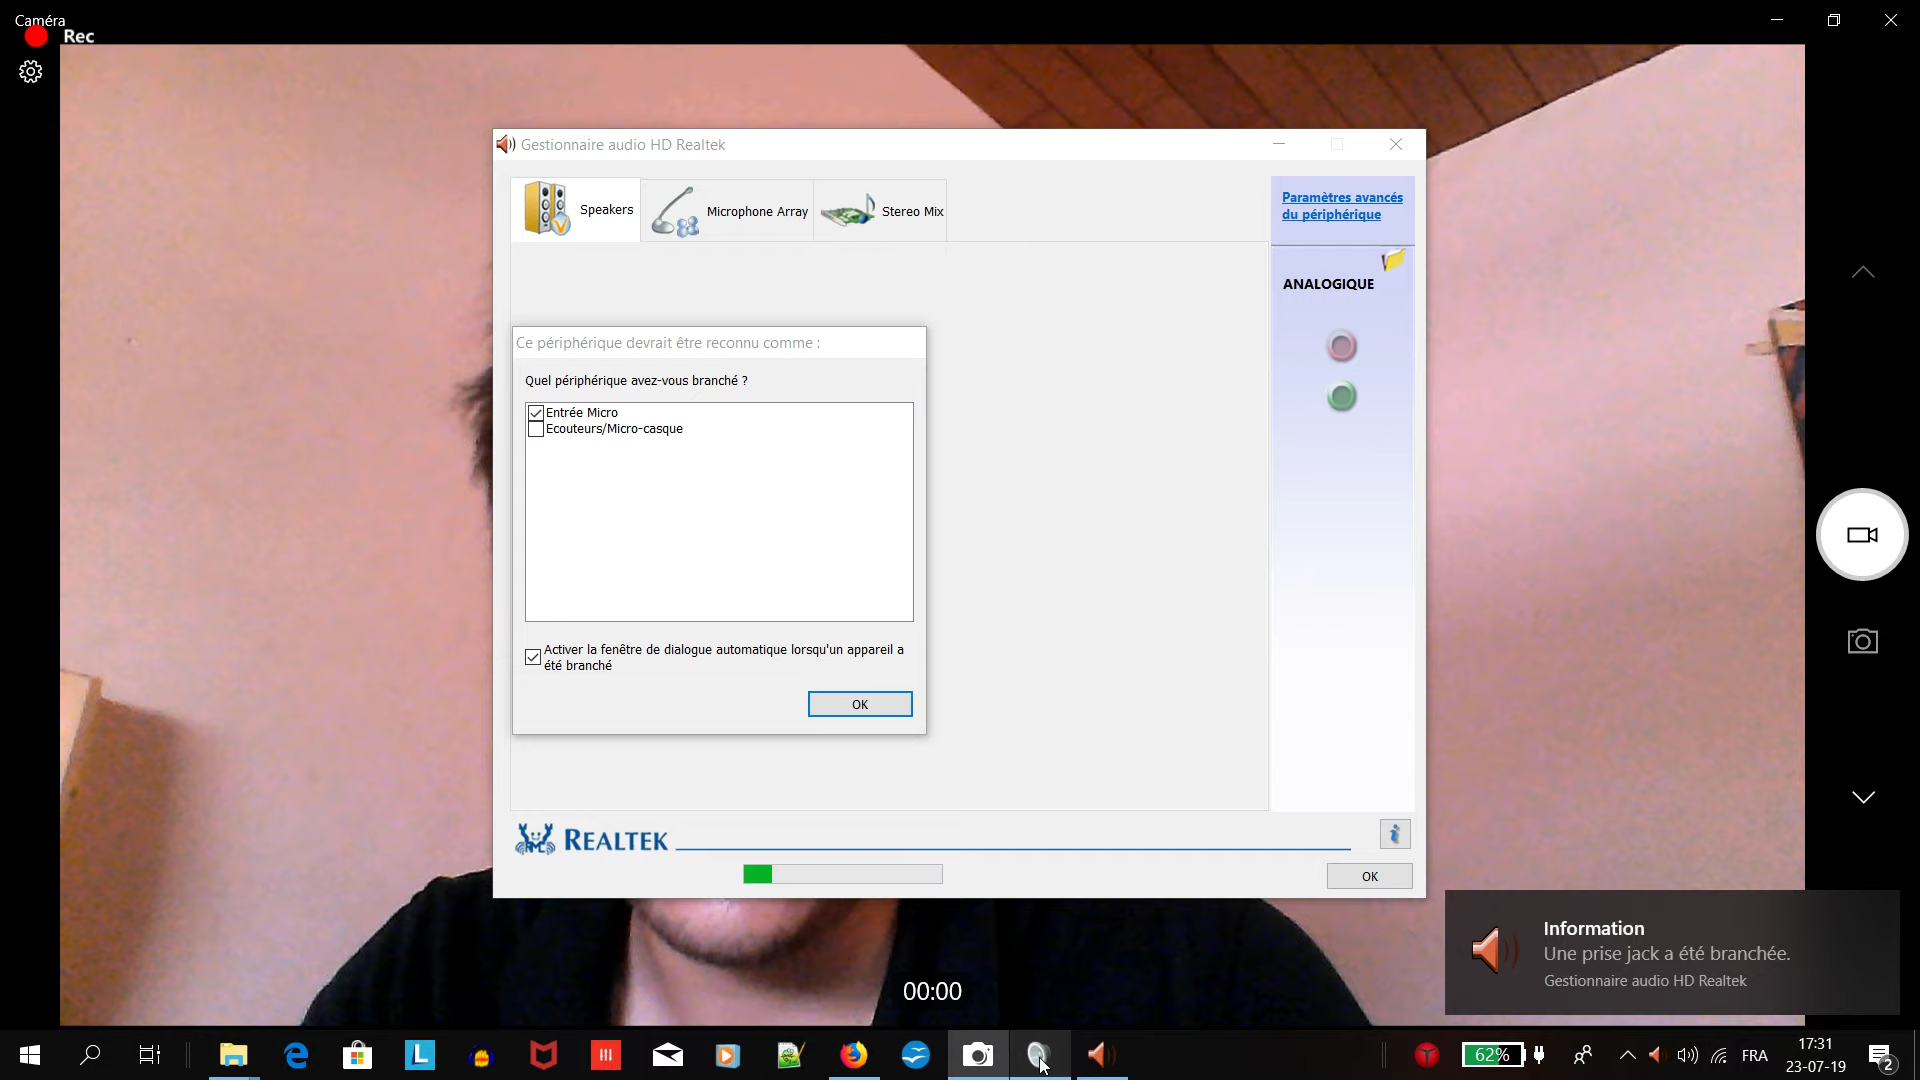 Caméra
Rec
Gestionnaire audio HD Realtek
Speakers
Microphone Array
Stereo Mix
Paramètres avancés
du périphérique
ANALOGIQUE
Ce périphérique devrait être reconnu comme :
Quel périphérique avez-vous branché ?
Entrée Micro
Ecouteurs/Micro-casque
Activer la fenêtre de dialogue automatique lorsqu'un appareil a
été branché
OK
REALTEK
OK
Information
Une prise jack a été branchée.
Gestionnaire audio HD Realtek
00:00
L
62%
FRA
17:31
23-07-19
2